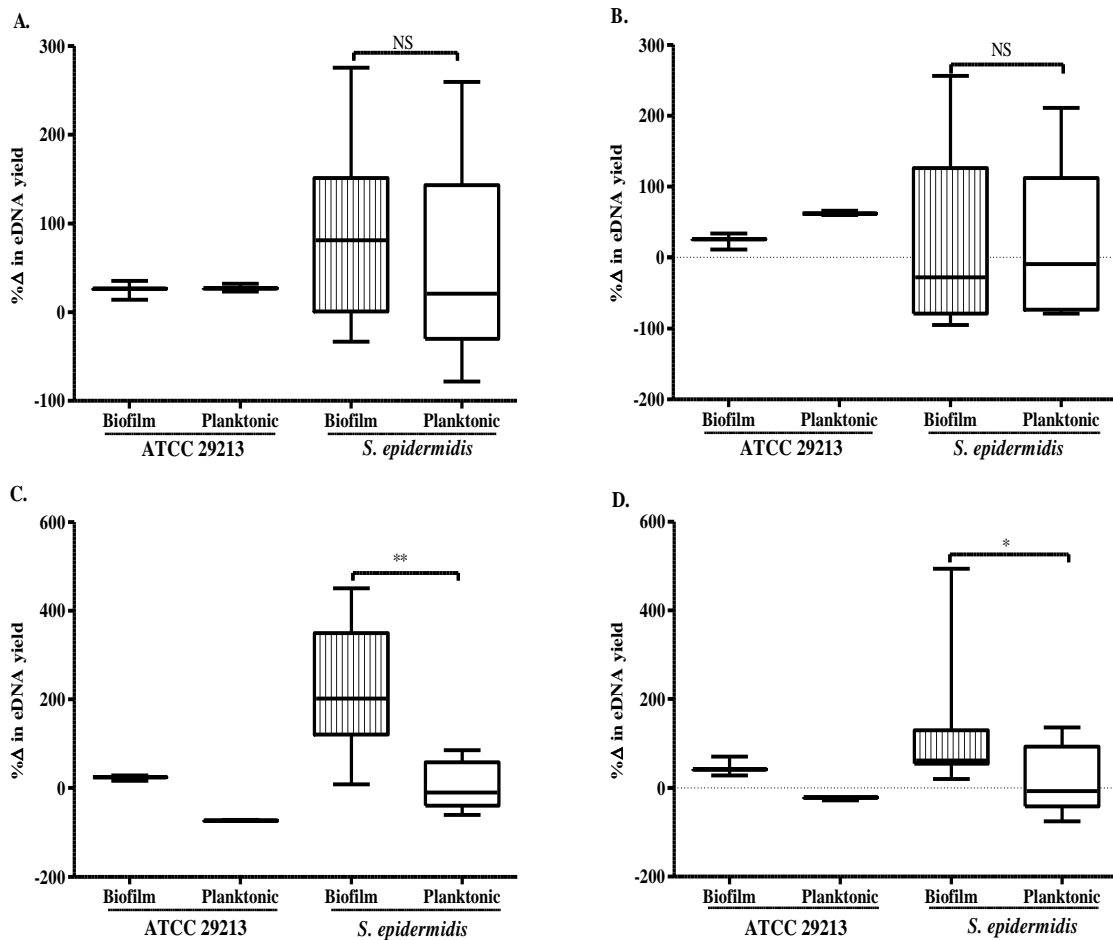 A.
NS
300
200
100
0
-100
%Δ in eDNA yield
Biofilm Planktonic Biofilm Planktonic
ATCC 29213 S. epidermidis
B.
NS
300
200
100
0
-100
-200
%Δ in eDNA yield
Biofilm Planktonic Biofilm Planktonic
ATCC 29213 S. epidermidis
C.
**
600
400
200
0
-200
%Δ in eDNA yield
Biofilm Planktonic Biofilm Planktonic
ATCC 29213 S. epidermidis
D.
*
600
400
200
0
-200
%Δ in eDNA yield
Biofilm Planktonic Biofilm Planktonic
ATCC 29213 S. epidermidis